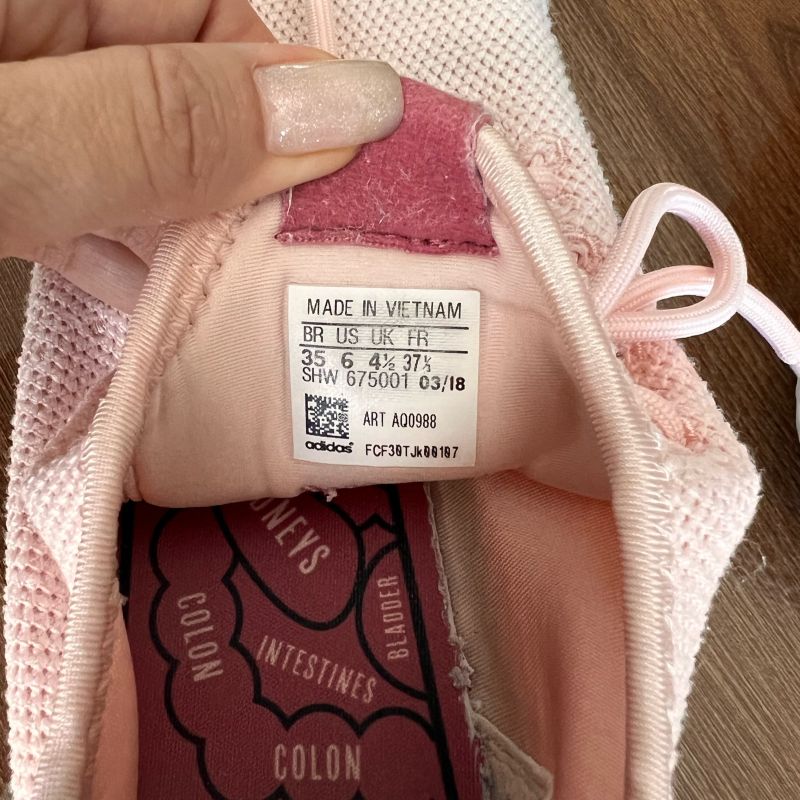 MADE IN VIETNAM
BR US UK FR
35 6 4½ 37⅓
SHW 675001 03/18
ART AQ0988
adidas
FCF30TJk00107
COLON
INTESTINES
BLADDER
COLON